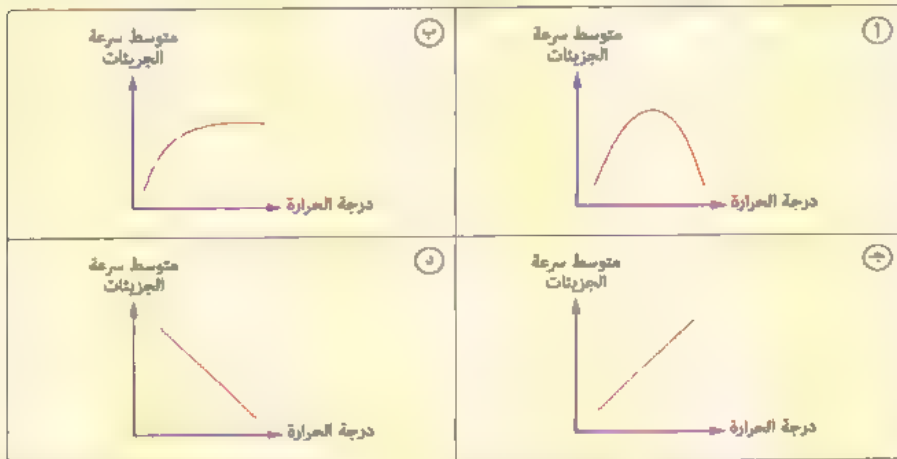 أ
متوسط سرعة
الجزيئات
درجة الحرارة
ب
متوسط سرعة
الجزيئات
درجة الحرارة
جـ
متوسط سرعة
الجزيئات
درجة الحرارة
د
متوسط سرعة
الجزيئات
درجة الحرارة